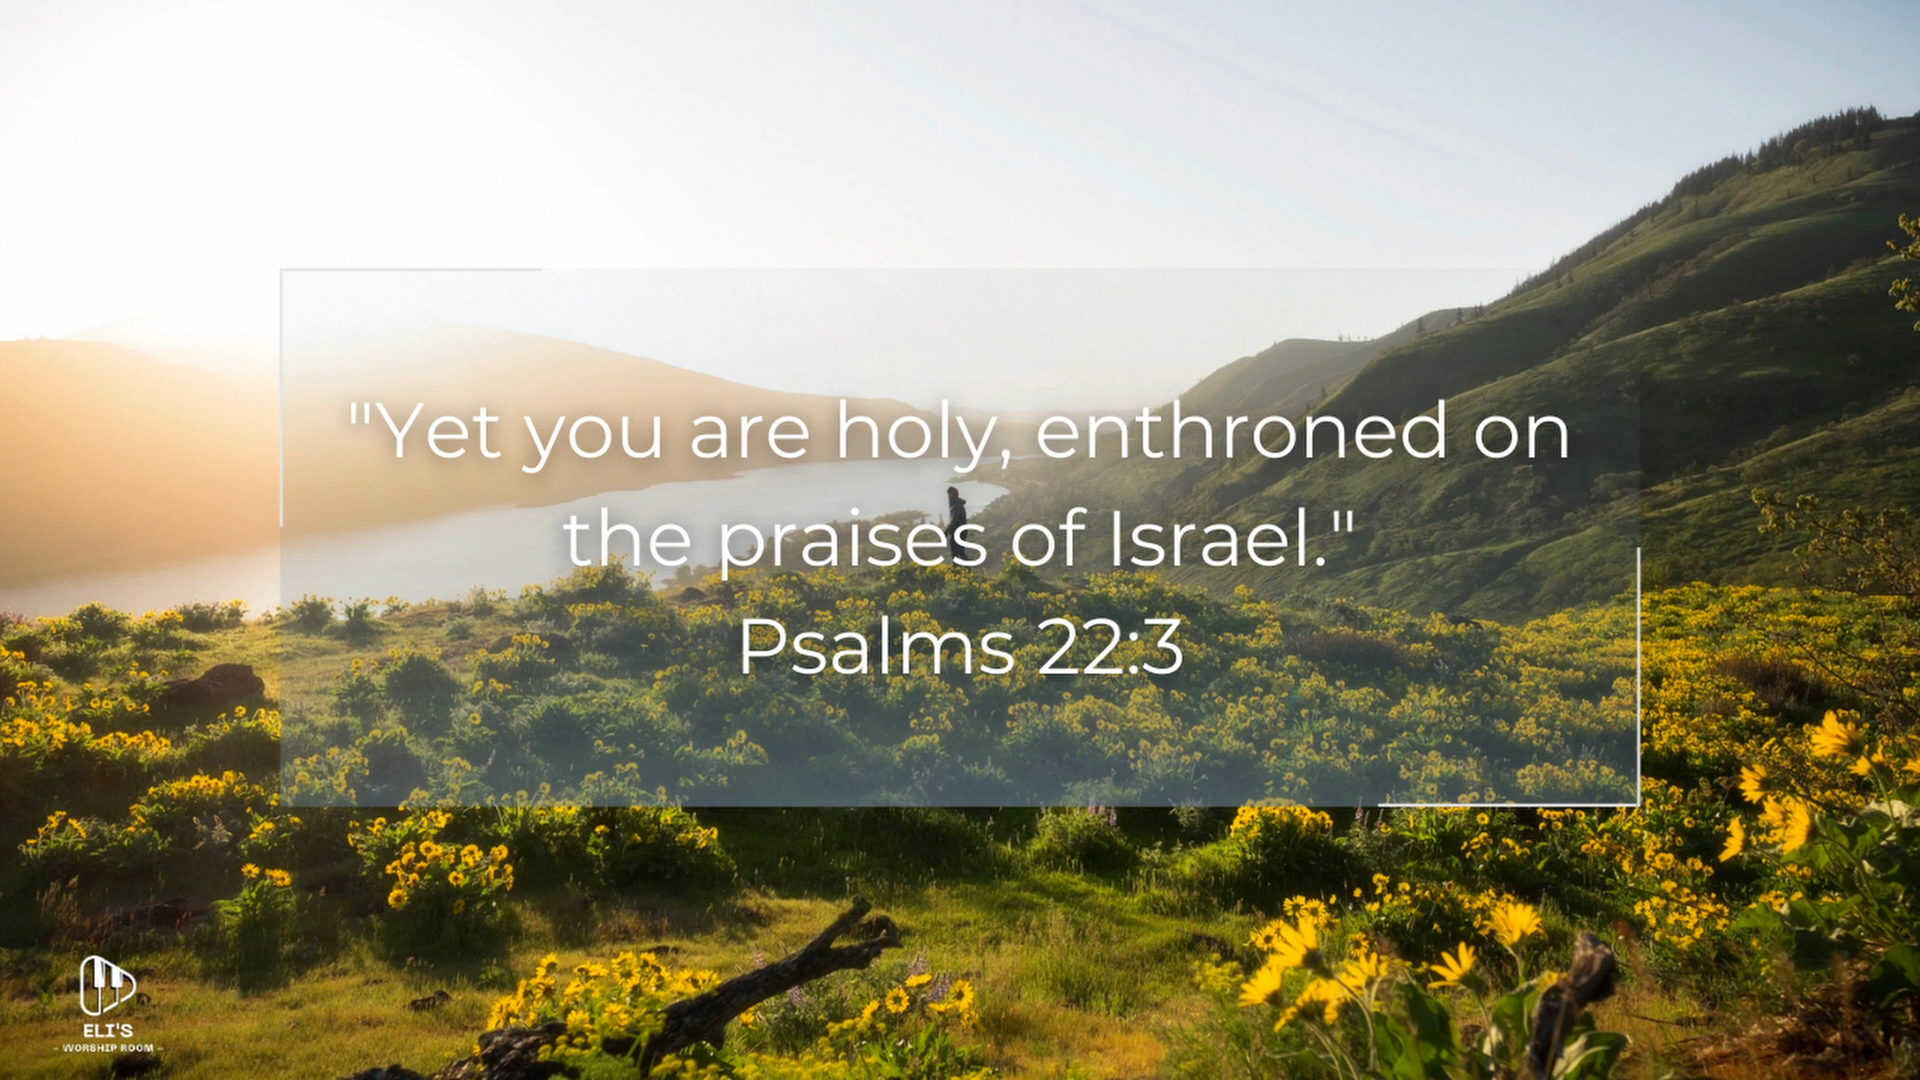 "Yet you are holy, enthroned on
the praises of Israel."
Psalms 22:3
ELI'S
- WORSHIP ROOM -